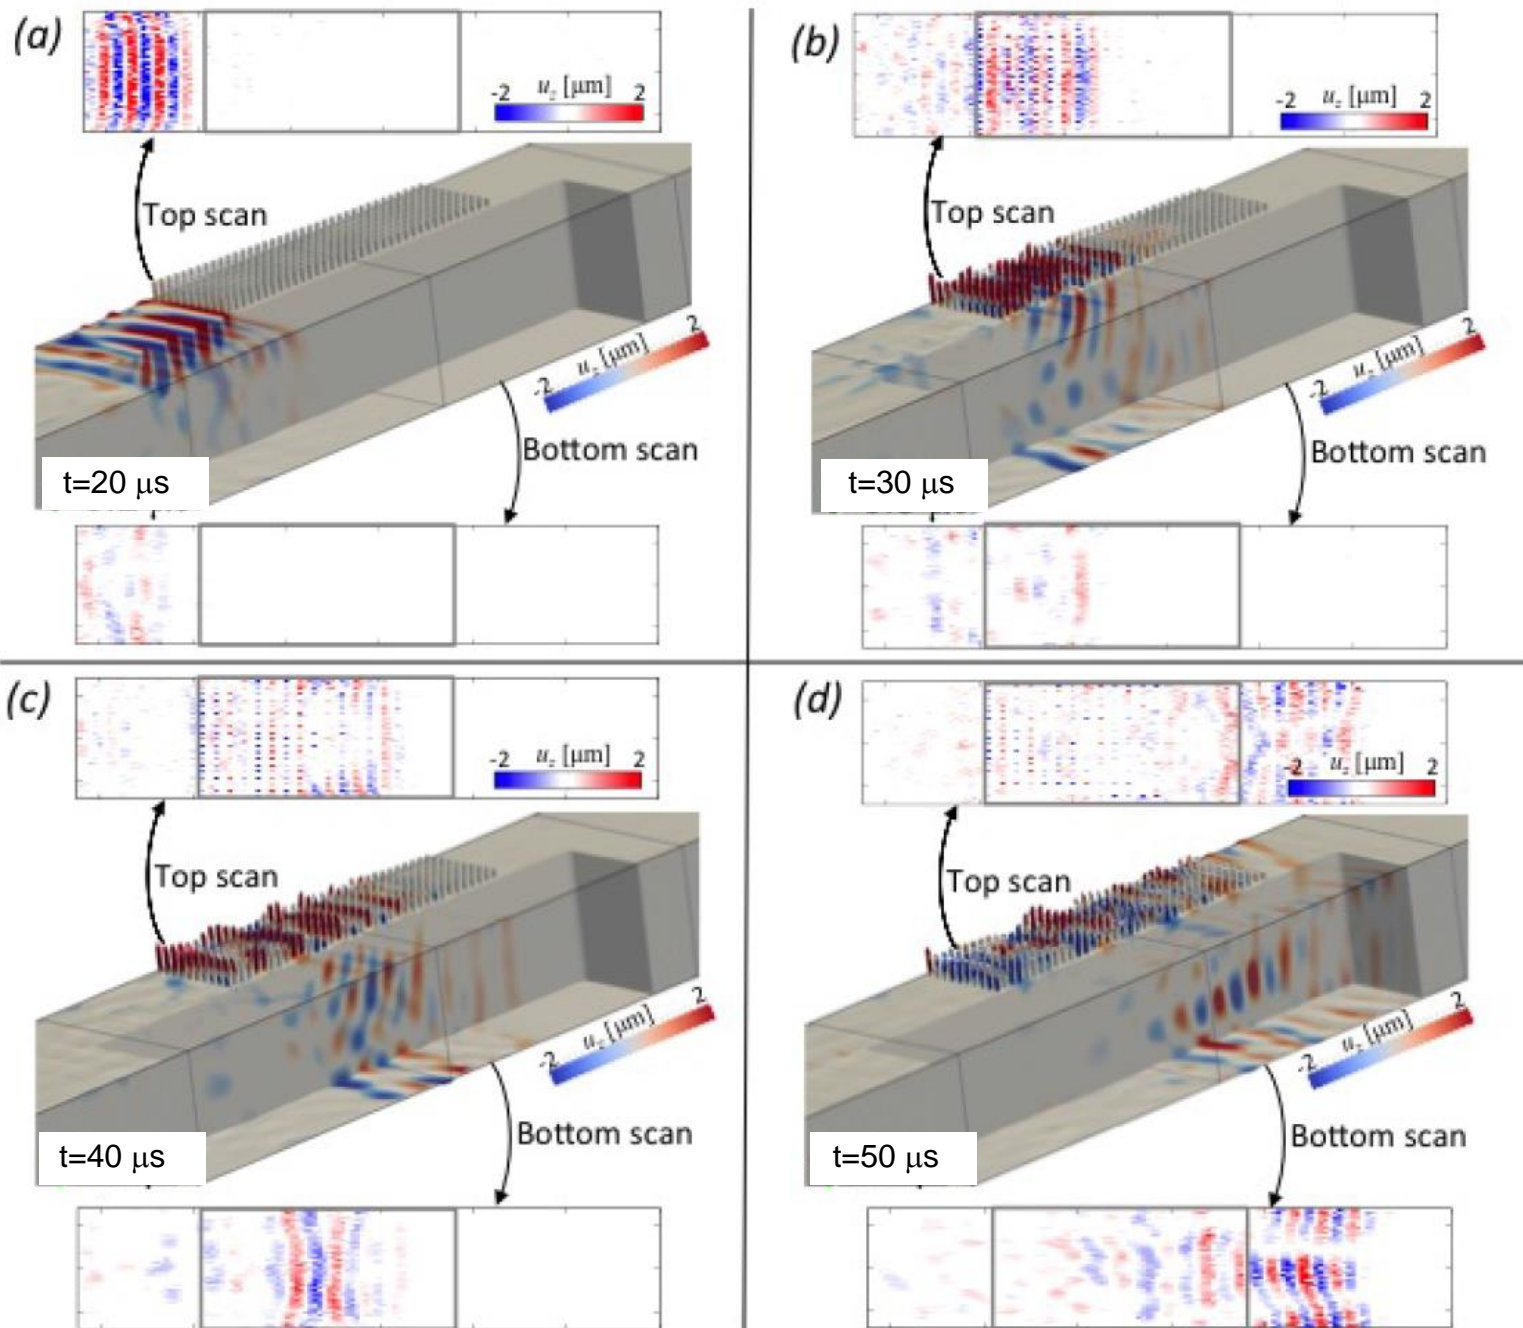 (a)
-2 u_z [μm] 2
Top scan
2
u_z [μm]
-2
Bottom scan
t=20 μs
(b)
-2 u_z [μm] 2
Top scan
2
u_z [μm]
-2
Bottom scan
t=30 μs
(c)
-2 u_z [μm] 2
Top scan
2
u_z [μm]
-2
Bottom scan
t=40 μs
(d)
-2 u_z [μm] 2
Top scan
2
u_z [μm]
-2
Bottom scan
t=50 μs